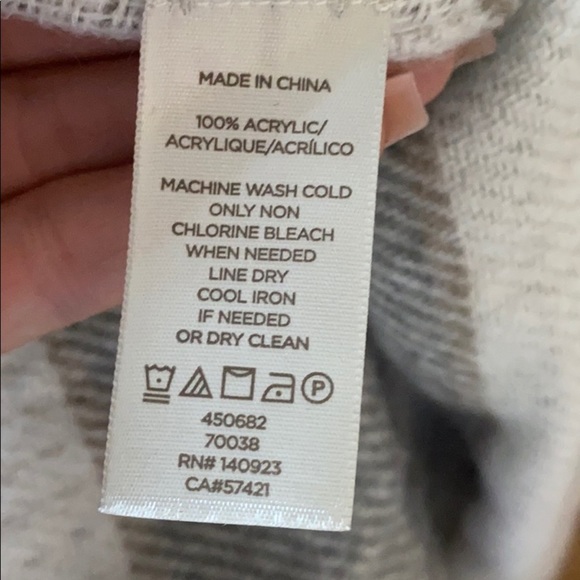 MADE IN CHINA
100% ACRYLIC/
ACRYLIQUE/ACRÍLICO
MACHINE WASH COLD
ONLY NON
CHLORINE BLEACH
WHEN NEEDED
LINE DRY
COOL IRON
IF NEEDED
OR DRY CLEAN
P
450682
70038
RN# 140923
CA#57421